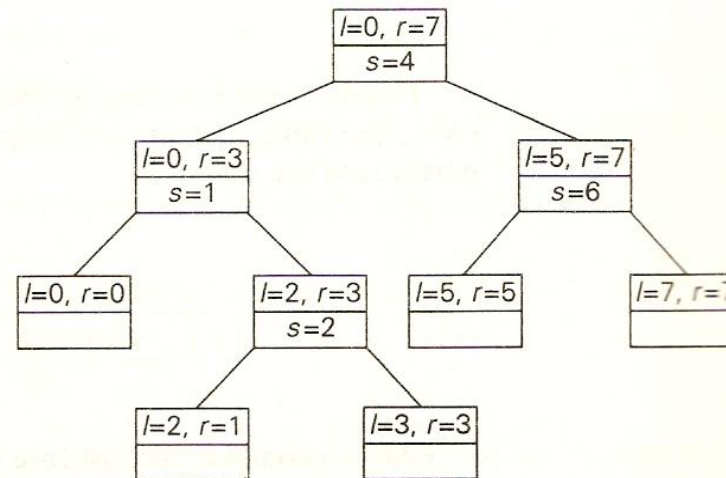 l=0, r=7
s=4
l=0, r=3
l=5, r=7
s=1
s=6
l=0, r=0
l=2, r=3
l=5, r=5
l=7, r=7
s=2
l=2, r=1
l=3, r=3